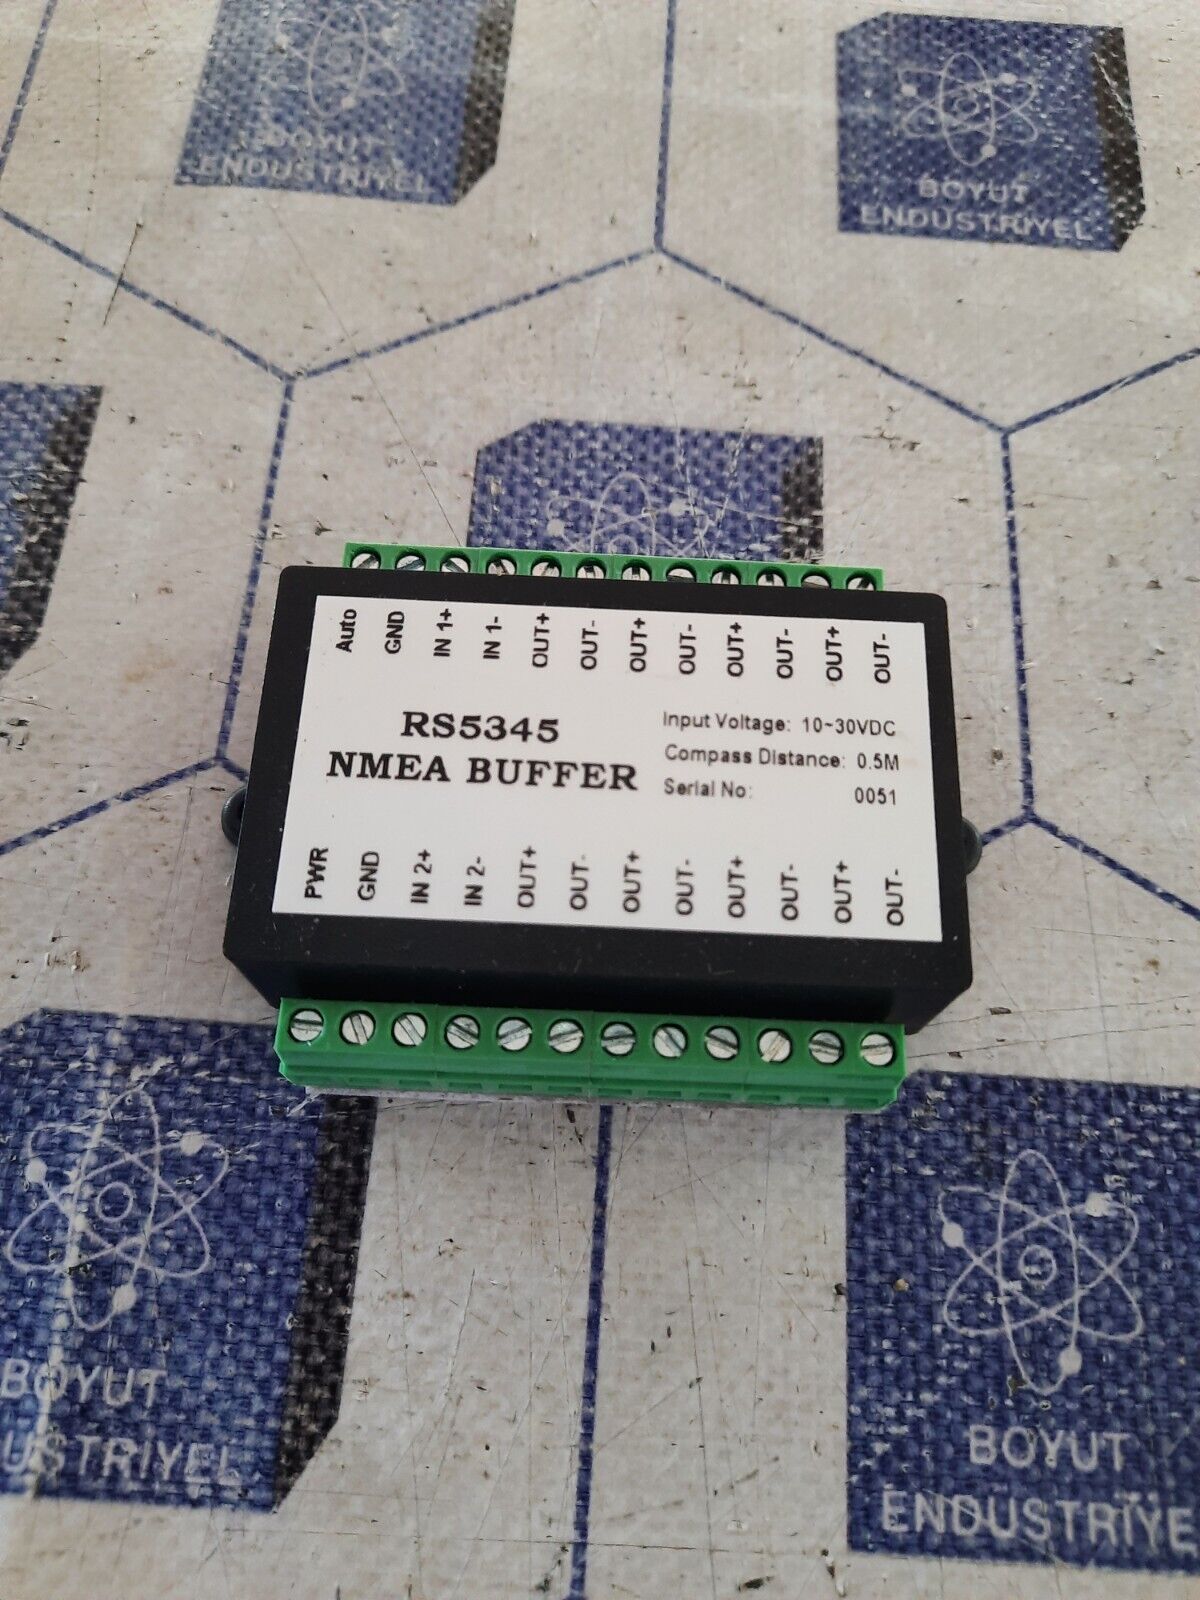 BOYUT
ENDUSTRIYEL
BOYUT
ENDUSTRIYEL
Auto GND IN 1+ IN 1- OUT+ OUT- OUT+ OUT- OUT+ OUT- OUT+ OUT-
RS5345
NMEA BUFFER
Input Voltage: 10~30VDC
Compass Distance: 0.5M
Serial No: 0051
PWR GND IN 2+ IN 2- OUT+ OUT- OUT+ OUT- OUT+ OUT- OUT+ OUT-
BOYUT
USTRIYEL
BOYUT
ENDUSTRIYE